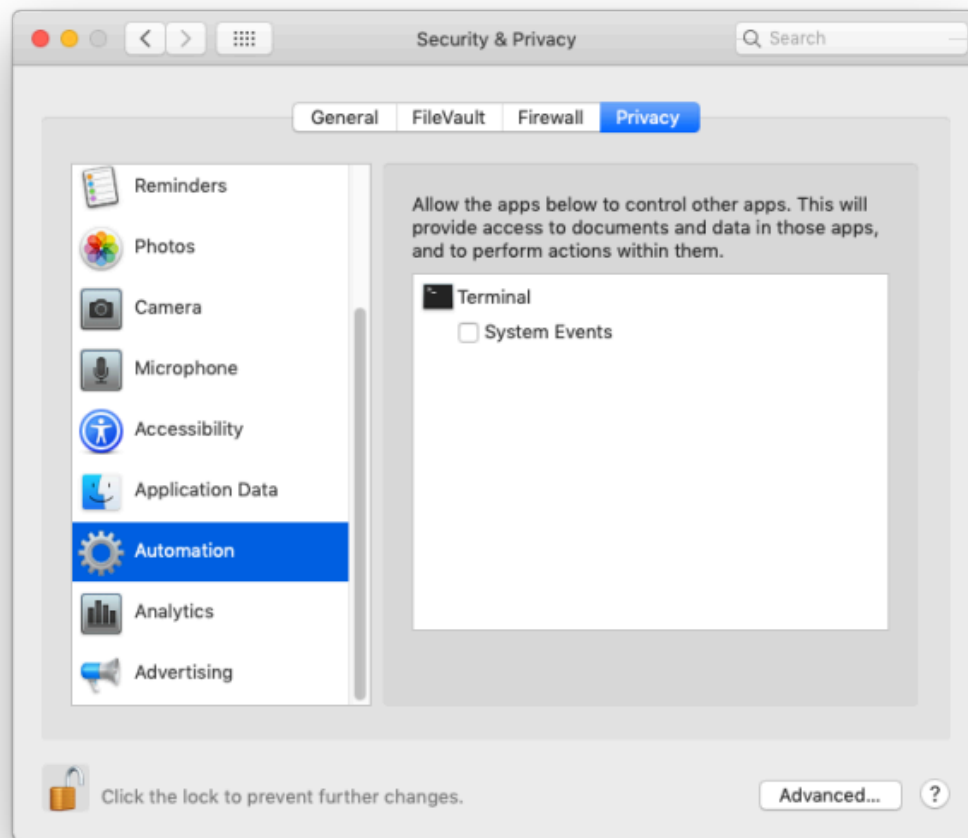 Security & Privacy
Search
General
FileVault
Firewall
Privacy
Reminders
Photos
Camera
Microphone
Accessibility
Application Data
Automation
Analytics
Advertising
Allow the apps below to control other apps. This will
provide access to documents and data in those apps,
and to perform actions within them.
Terminal
System Events
Click the lock to prevent further changes.
Advanced...
?